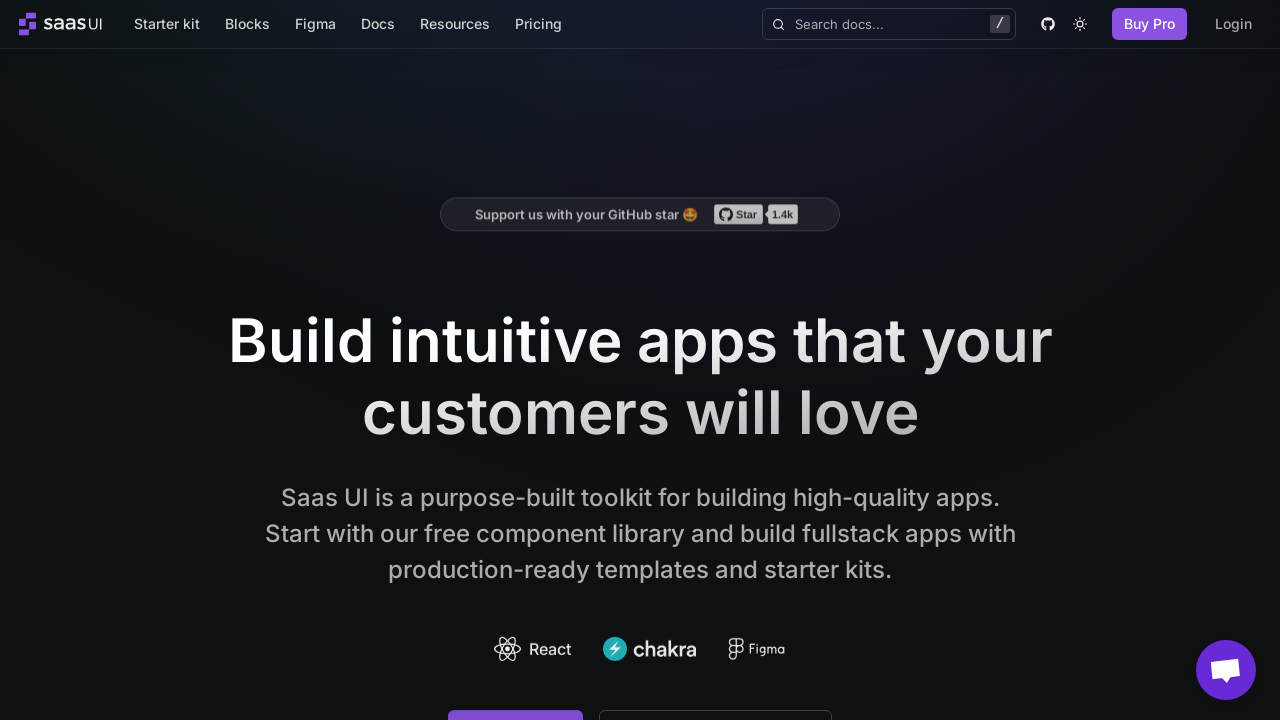 saas UI
Starter kit
Blocks
Figma
Docs
Resources
Pricing
Search docs...
/
Buy Pro
Login
Support us with your GitHub star 🤩
Star
1.4k
Build intuitive apps that your
customers will love
Saas UI is a purpose-built toolkit for building high-quality apps.
Start with our free component library and build fullstack apps with
production-ready templates and starter kits.
React
chakra
Figma